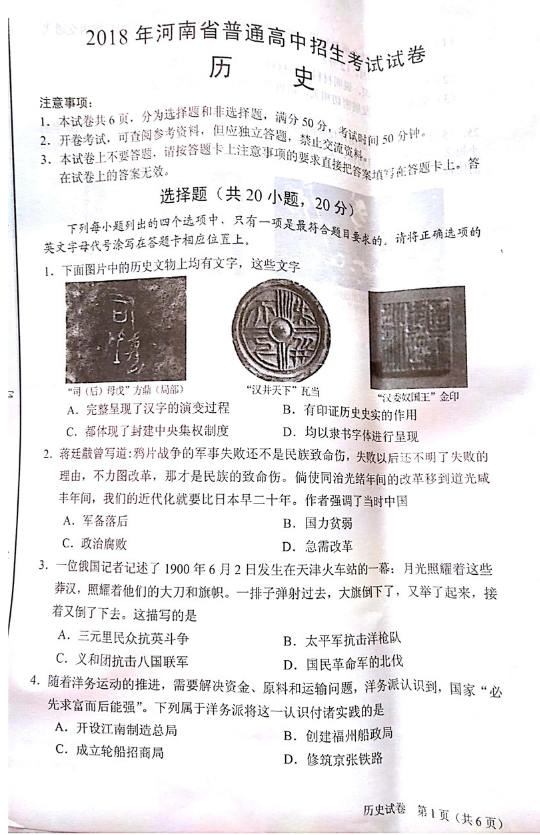 2018年河南省普通高中招生考试试卷
历 史
注意事项：
1．本试卷共6页，分为选择题和非选择题，满分50分，考试时间50分钟。
2．开卷考试，可查阅参考资料，但应独立答题，禁止交流资料。
3．本试卷上不要答题，请按答题卡上注意事项的要求直接把答案填写在答题卡上。答
在试卷上的答案无效。
选择题（共20小题，20分）
下列每小题列出的四个选项中，只有一项是最符合题目要求的。请将正确选项的
英文字母代号涂写在答题卡相应位置上。
1．下面图片中的历史文物上均有文字，这些文字
“司（后）母戊”方鼎（局部） “汉并天下”瓦当 “汉委奴国王”金印
A．完整呈现了汉字的演变过程 B．有印证历史史实的作用
C．都体现了封建中央集权制度 D．均以隶书字体进行呈现
2．蒋廷黻曾写道：鸦片战争的军事失败还不是民族致命伤，失败以后还不明了失败的
理由，不力图改革，那才是民族的致命伤。倘使同治光绪年间的改革移到道光咸
丰年间，我们的近代化就要比日本早二十年。作者强调了当时中国
A．军备落后 B．国力贫弱
C．政治腐败 D．急需改革
3．一位俄国记者记述了1900年6月2日发生在天津火车站的一幕：月光照耀着这些
莽汉，照耀着他们的大刀和旗帜。一排子弹射过去，大旗倒下了，又举了起来，接
着又倒了下去。这描写的是
A．三元里民众抗英斗争 B．太平军抗击洋枪队
C．义和团抗击八国联军 D．国民革命军的北伐
4．随着洋务运动的推进，需要解决资金、原料和运输问题，洋务派认识到，国家“必
先求富而后能强”。下列属于洋务派将这一认识付诸实践的是
A．开设江南制造总局 B．创建福州船政局
C．成立轮船招商局 D．修筑京张铁路
历史试卷 第1页（共6页）